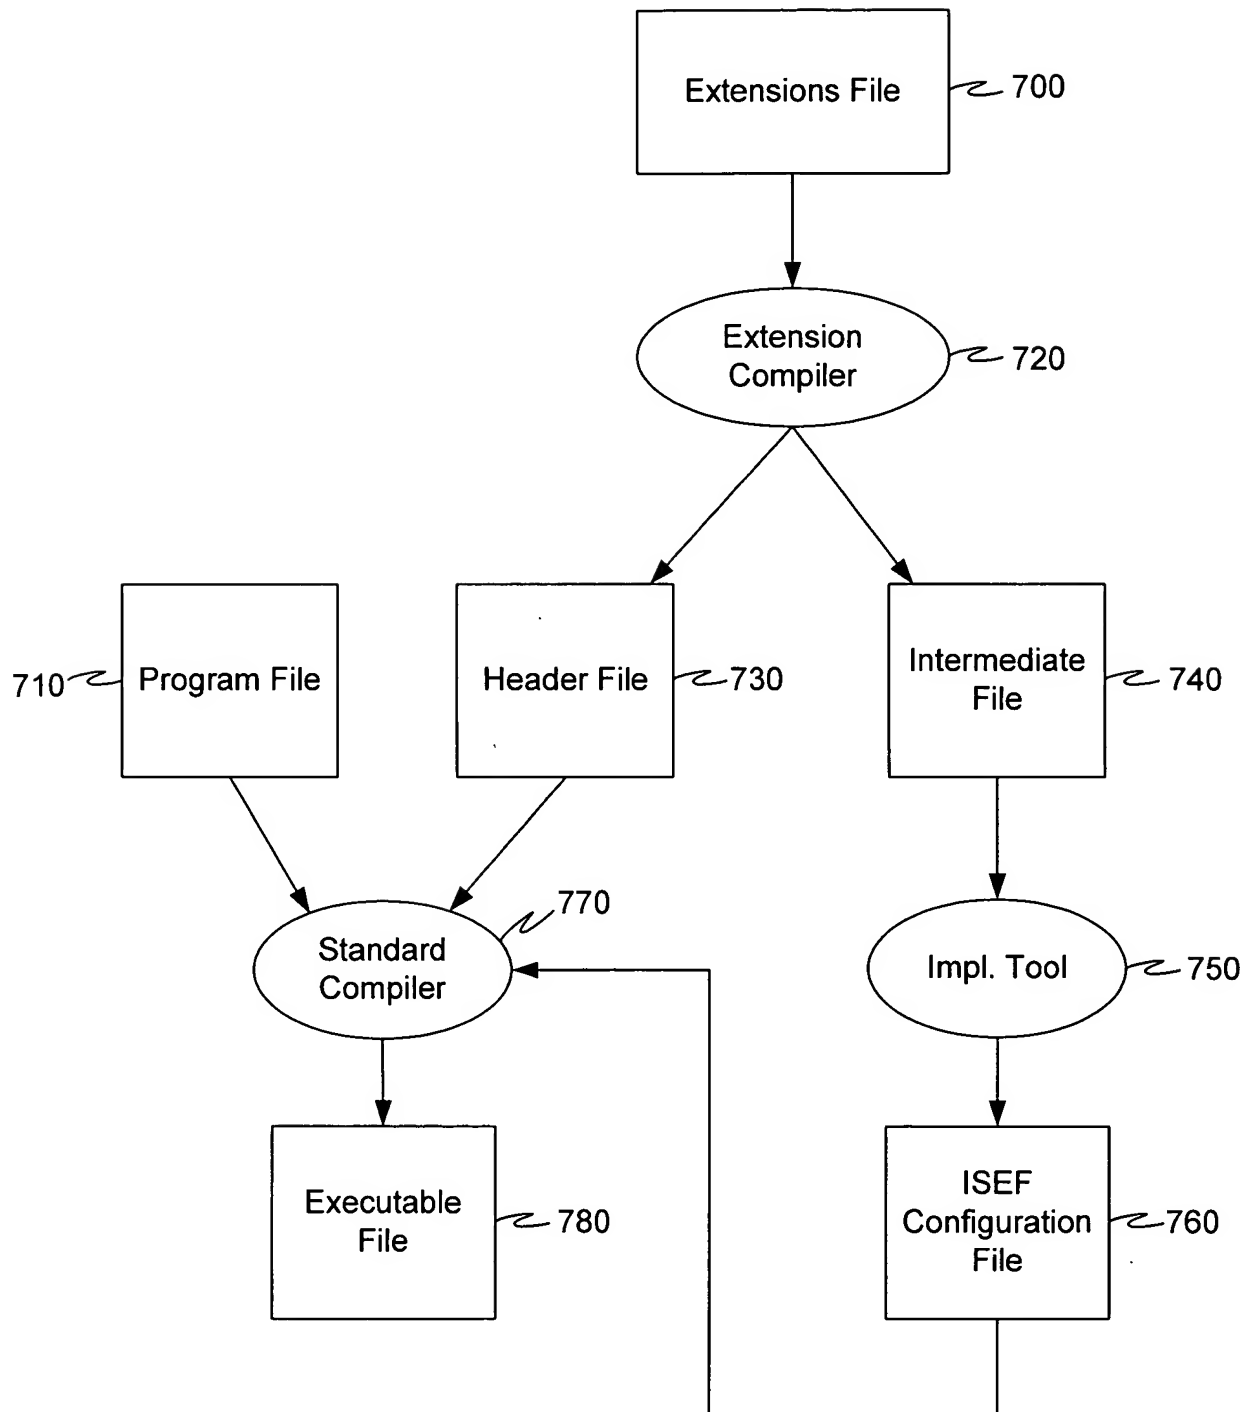 Extensions File
700
Extension
Compiler
720
710
Program File
Header File
730
Intermediate
File
740
770
Standard
Compiler
Impl. Tool
750
Executable
File
780
ISEF
Configuration
File
760